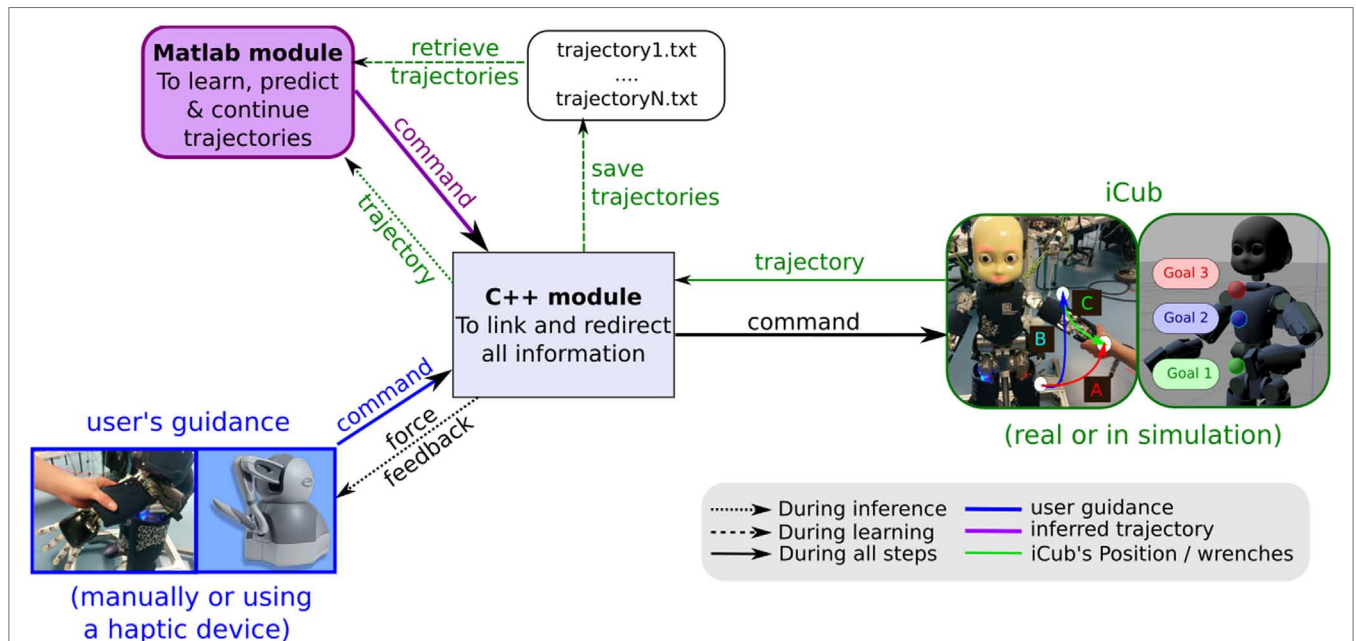 Matlab module
To learn, predict
& continue
trajectories
retrieve
trajectories
trajectory1.txt
....
trajectoryN.txt
command
trajectory
save
trajectories
iCub
trajectory
command
C++ module
To link and redirect
all information
A
B
C
Goal 3
Goal 2
Goal 1
(real or in simulation)
command
force
feedback
user's guidance
(manually or using
a haptic device)
During inference
During learning
During all steps
user guidance
inferred trajectory
iCub's Position / wrenches